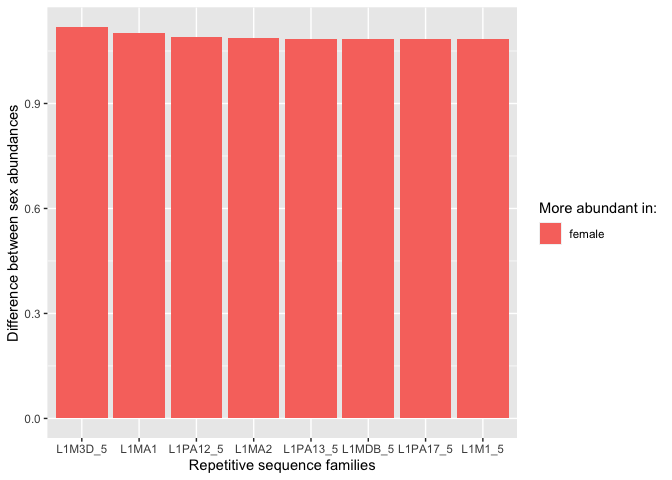 Difference between sex abundances
0.9
0.6
0.3
0.0
L1M3D_5 L1MA1 L1PA12_5 L1MA2 L1PA13_5 L1MDB_5 L1PA17_5 L1M1_5
Repetitive sequence families
More abundant in:
female